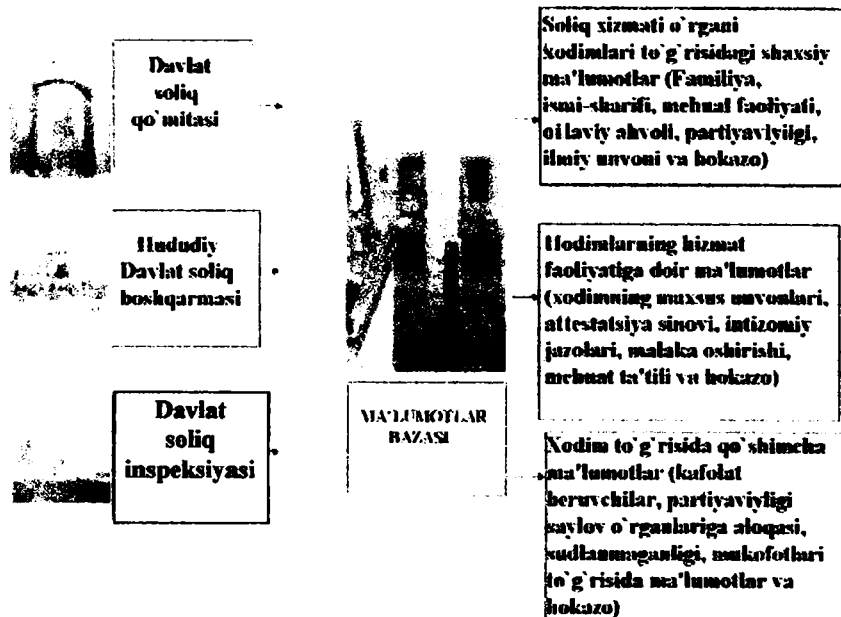 Davlat
soliq
qo`mitasi
Hududiy
Davlat soliq
boshqarmasi
Davlat
soliq
inspeksiyasi
MA'LUMOTLAR
BAZASI
Soliq xizmati o`rgani
xodimlari to`g`risidagi shaxsiy
ma'lumotlar (Familiya,
ismi-sharifi, mehnat faoliyati,
oilaviy ahvoli, partiyaviyligi,
ilmiy unvoni va hokazo)
Hodimlarning hizmat
faoliyatiga doir ma'lumotlar
(xodimning maxsus unvonlari,
attestatsiya sinovi, intizomiy
jazolari, malaka oshirishi,
mehnat ta'tili va hokazo)
Xodim to`g`risida qo`shimcha
ma'lumotlar (kafolat
beruvchilar, partiyaviyligi
saylov o`rganlariga aloqasi,
sudlanmaganligi, mukofotlari
to`g`risida ma'lumotlar va
hokazo)